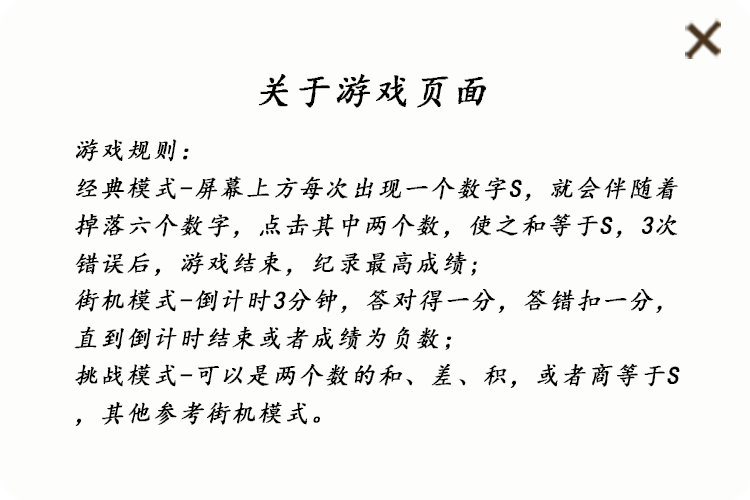 关于游戏页面
游戏规则：
经典模式-屏幕上方每次出现一个数字S，就会伴随着
掉落六个数字，点击其中两个数，使之和等于S，3次
错误后，游戏结束，纪录最高成绩；
街机模式-倒计时3分钟，答对得一分，答错扣一分，
直到倒计时结束或者成绩为负数；
挑战模式-可以是两个数的和、差、积，或者商等于S
，其他参考街机模式。